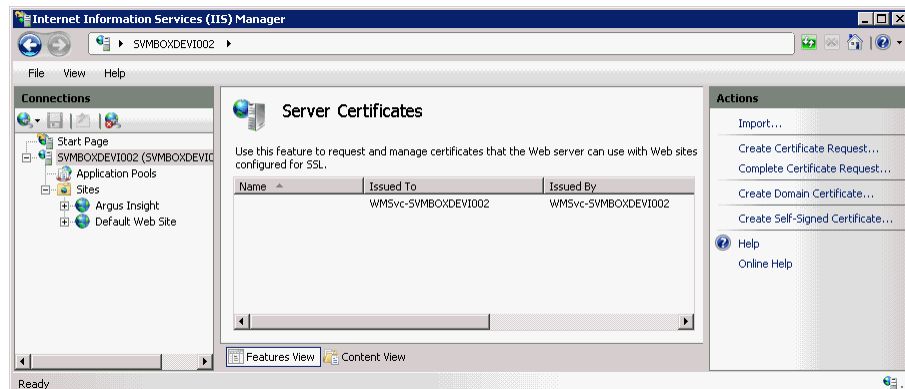 Internet Information Services (IIS) Manager
SVMBOXDEVI002
File View Help
Connections
Start Page
SVMBOXDEVI002 (SVMBOXDEVIC
Application Pools
Sites
Argus Insight
Default Web Site
Server Certificates
Use this feature to request and manage certificates that the Web server can use with Web sites
configured for SSL.
Name Issued To Issued By
WMSvc-SVMBOXDEVI002 WMSvc-SVMBOXDEVI002
Features View Content View
Actions
Import...
Create Certificate Request...
Complete Certificate Request...
Create Domain Certificate...
Create Self-Signed Certificate...
Help
Online Help
Ready